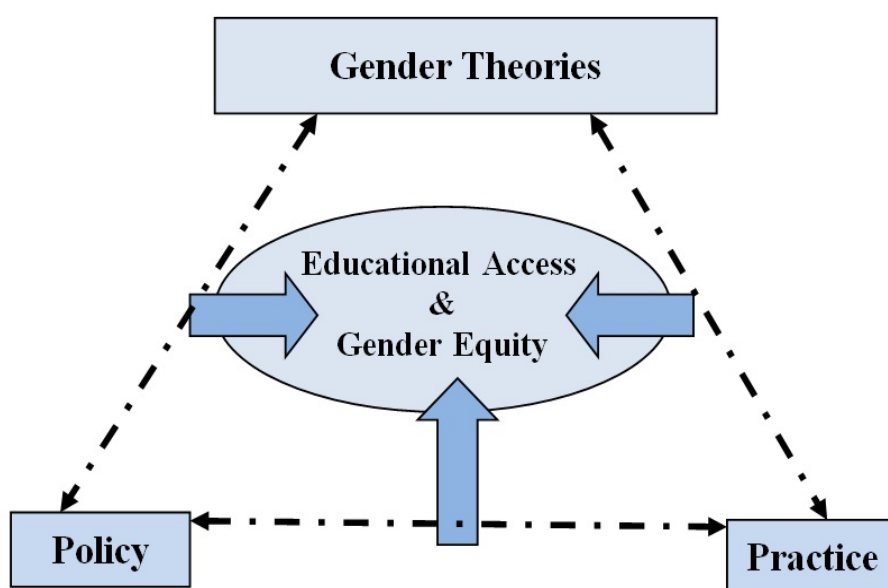 Gender Theories
Educational Access
&
Gender Equity
Policy
Practice